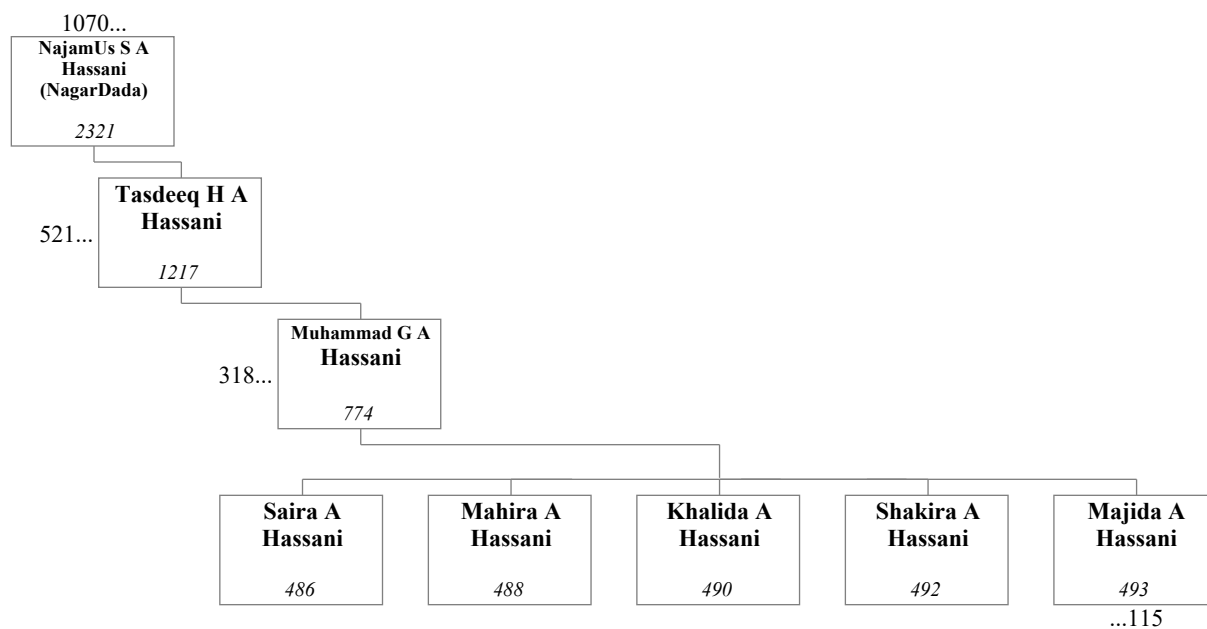 1070...
NajamUs S A
Hassani
(NagarDada)
2321
Tasdeeq H A
Hassani
521...
1217
Muhammad G A
Hassani
318...
774
Saira A
Hassani
486
Mahira A
Hassani
488
Khalida A
Hassani
490
Shakira A
Hassani
492
Majida A
Hassani
493
...115